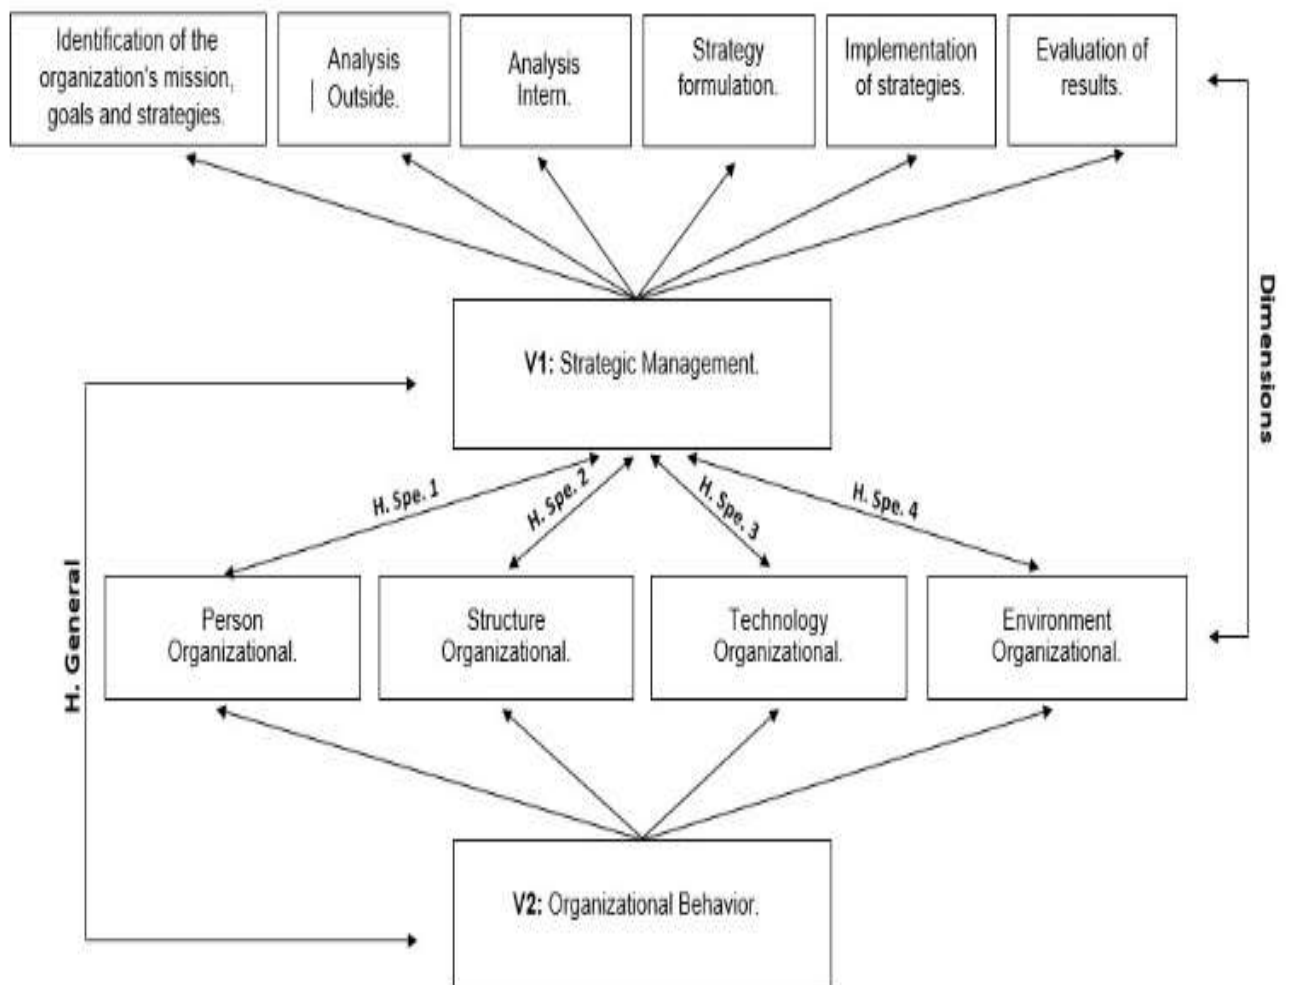 Identification of the
organization's mission,
goals and strategies.
Analysis
Outside.
Analysis
Intern.
Strategy
formulation.
Implementation
of strategies.
Evaluation of
results.
Dimensions
V1: Strategic Management.
H. Spe. 1
H. Spe. 2
H. Spe. 3
H. Spe. 4
H. General
Person
Organizational.
Structure
Organizational.
Technology
Organizational.
Environment
Organizational.
V2: Organizational Behavior.